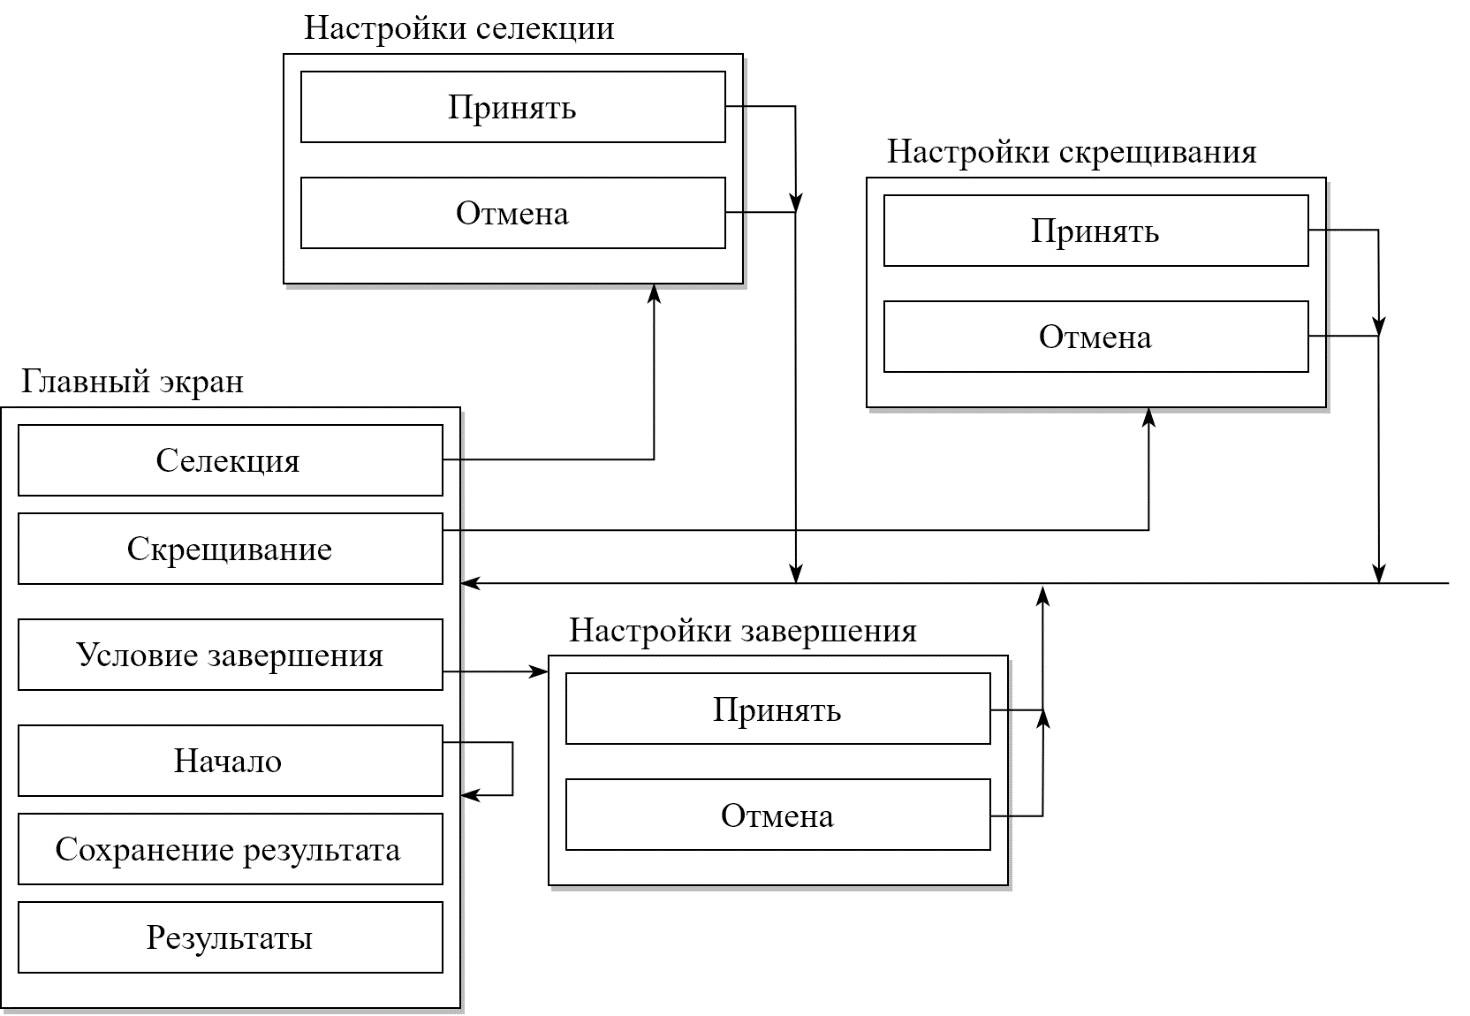 Настройки селекции
Принять
Отмена
Настройки скрещивания
Принять
Отмена
Главный экран
Селекция
Скрещивание
Условие завершения
Начало
Сохранение результата
Результаты
Настройки завершения
Принять
Отмена